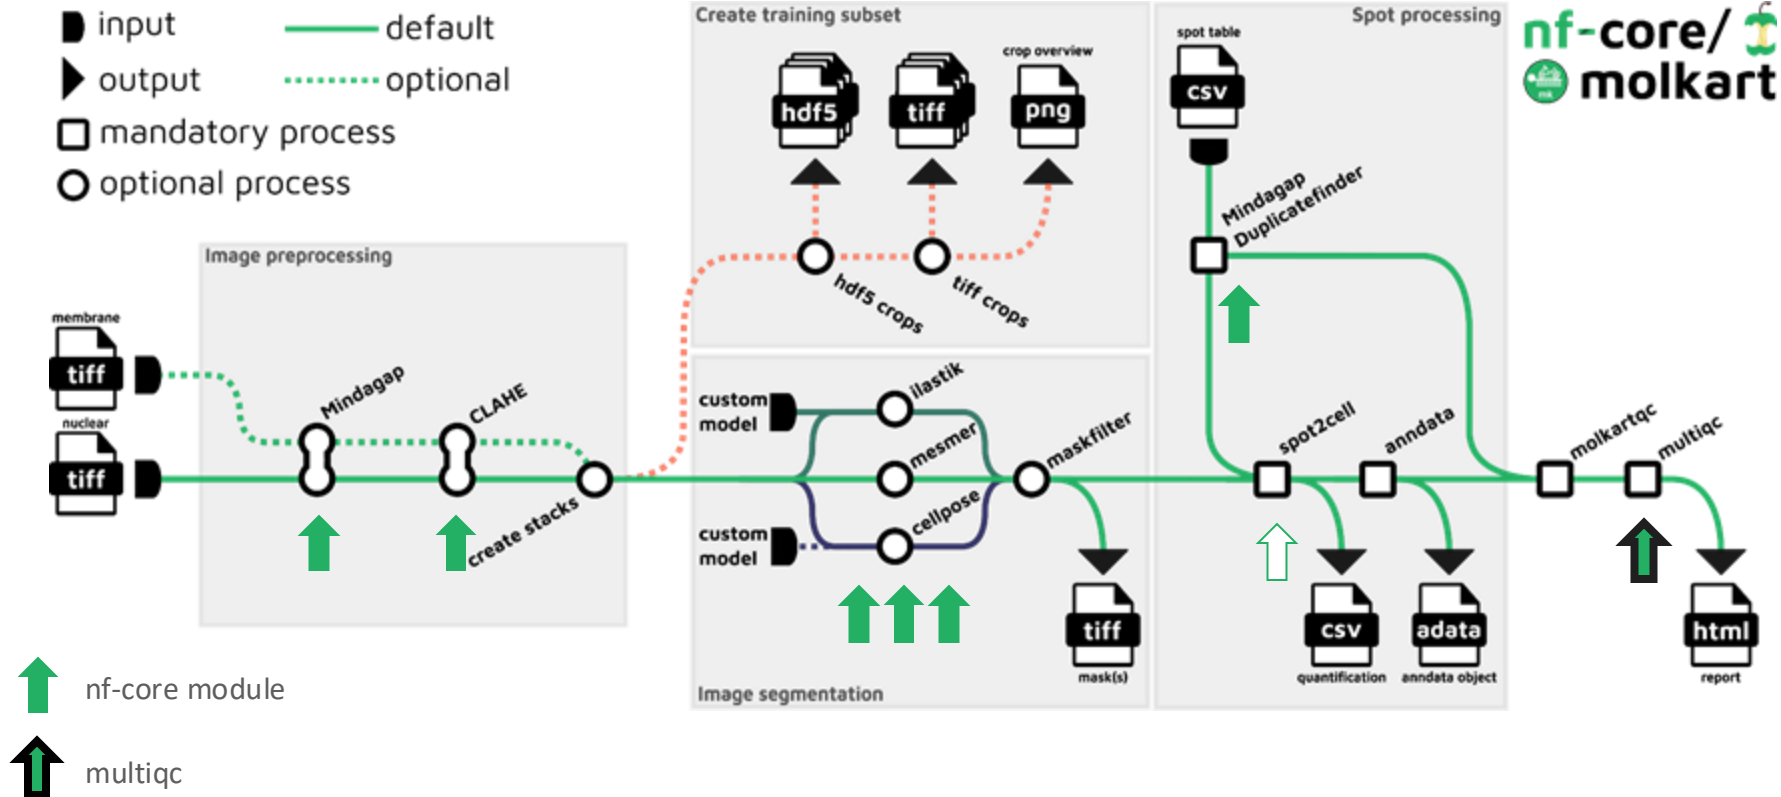 input
output
mandatory process
optional process
default
optional
Create training subset
crop overview
hdf5
tiff
png
hdf5 crops
tiff crops
Spot processing
spot table
csv
Mindagap
Duplicatefinder
nf-core/
mk
molkart
Image preprocessing
membrane
tiff
nuclear
tiff
Mindagap
CLAHE
create stacks
custom
model
ilastik
mesmer
custom
model
cellpose
maskfilter
tiff
mask(s)
Image segmentation
spot2cell
anndata
csv
quantification
adata
anndata object
molkartqc
multiqc
html
report
nf-core module
multiqc